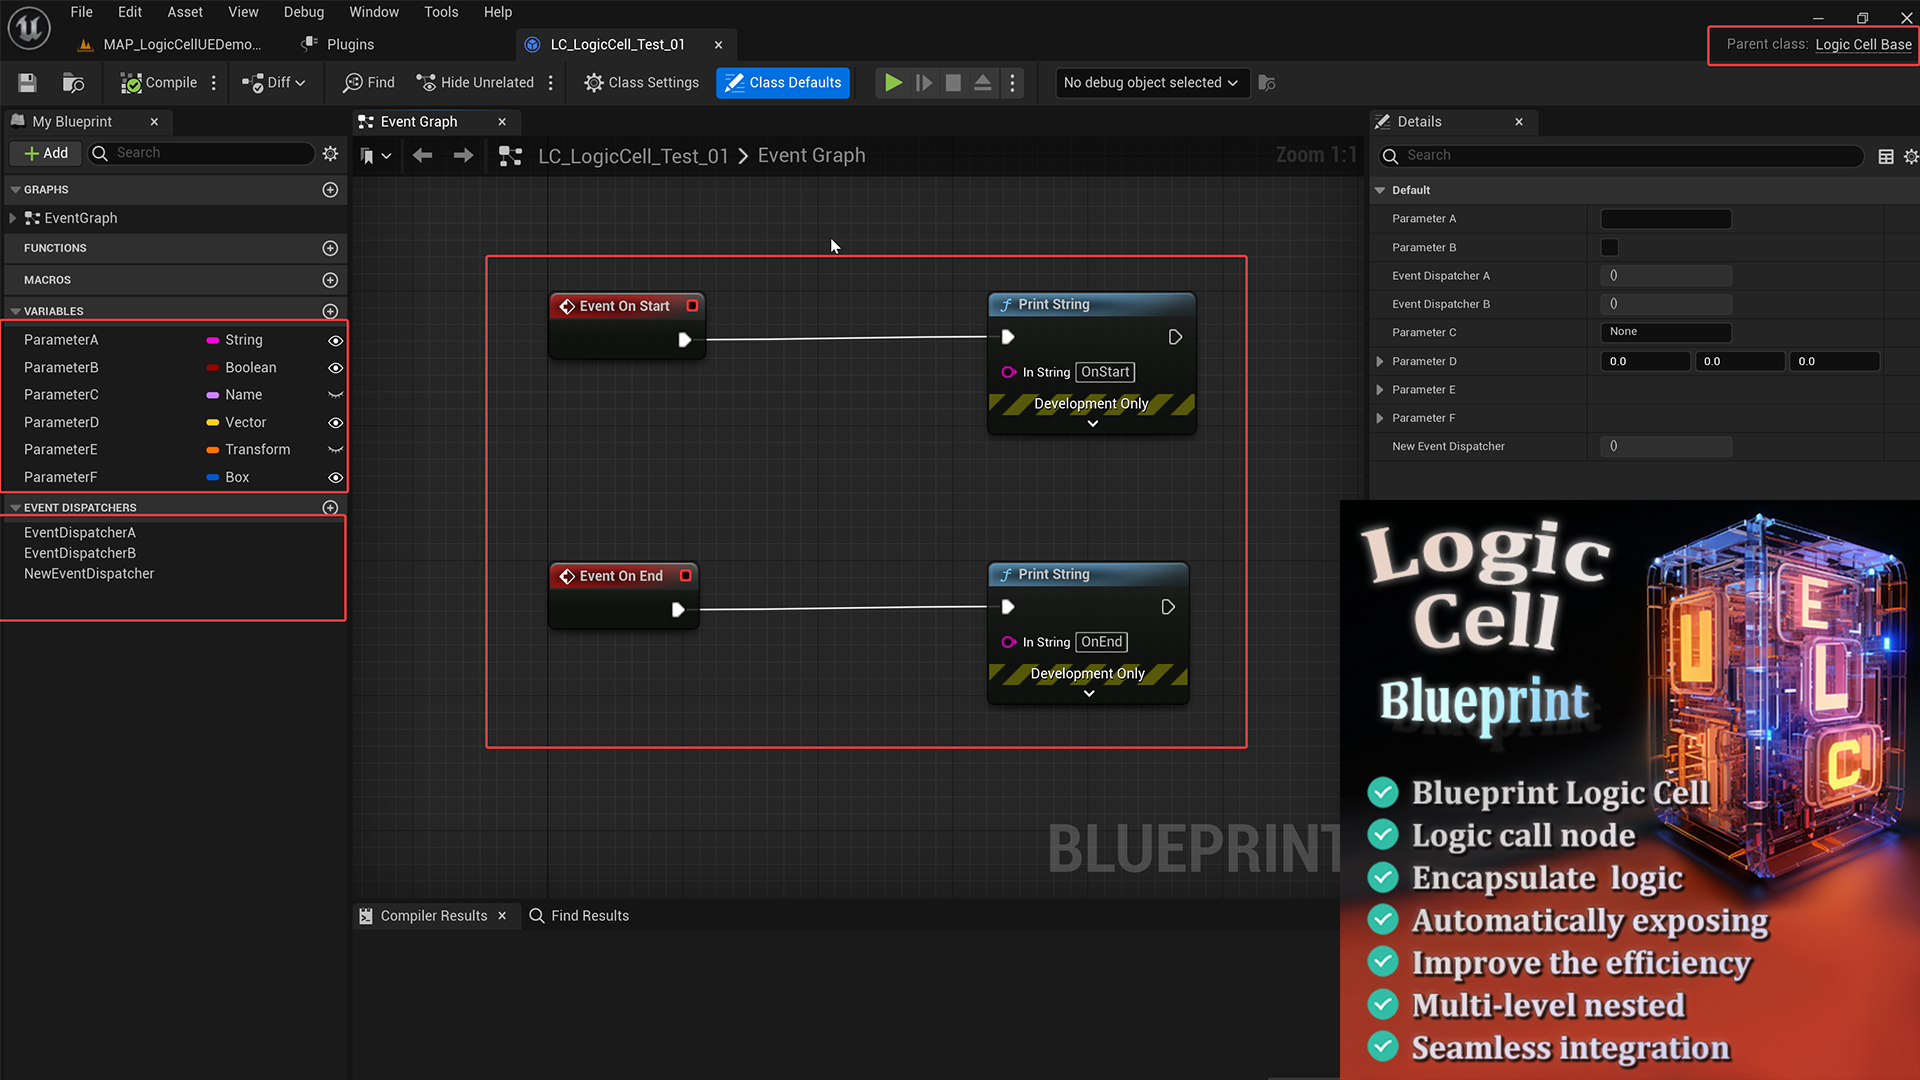 File Edit Asset View Debug Window Tools Help
MAP_LogicCellUEDemo... Plugins LC_LogicCell_Test_01
Parent class: Logic Cell Base
Compile Diff Find Hide Unrelated Class Settings Class Defaults No debug object selected
My Blueprint
Add Search
GRAPHS
EventGraph
FUNCTIONS
MACROS
VARIABLES
ParameterA String
ParameterB Boolean
ParameterC Name
ParameterD Vector
ParameterE Transform
ParameterF Box
EVENT DISPATCHERS
EventDispatcherA
EventDispatcherB
NewEventDispatcher
Event Graph
LC_LogicCell_Test_01 > Event Graph
Zoom 1:1
Event On Start
Print String
In String OnStart
Development Only
Event On End
Print String
In String OnEnd
Development Only
BLUEPRINT
Compiler Results Find Results
Details
Search
Default
Parameter A
Parameter B
Event Dispatcher A ()
Event Dispatcher B ()
Parameter C None
Parameter D 0.0 0.0 0.0
Parameter E
Parameter F
New Event Dispatcher ()
Logic
Cell
Blueprint
U E L C
Blueprint Logic Cell
Logic call node
Encapsulate logic
Automatically exposing
Improve the efficiency
Multi-level nested
Seamless integration